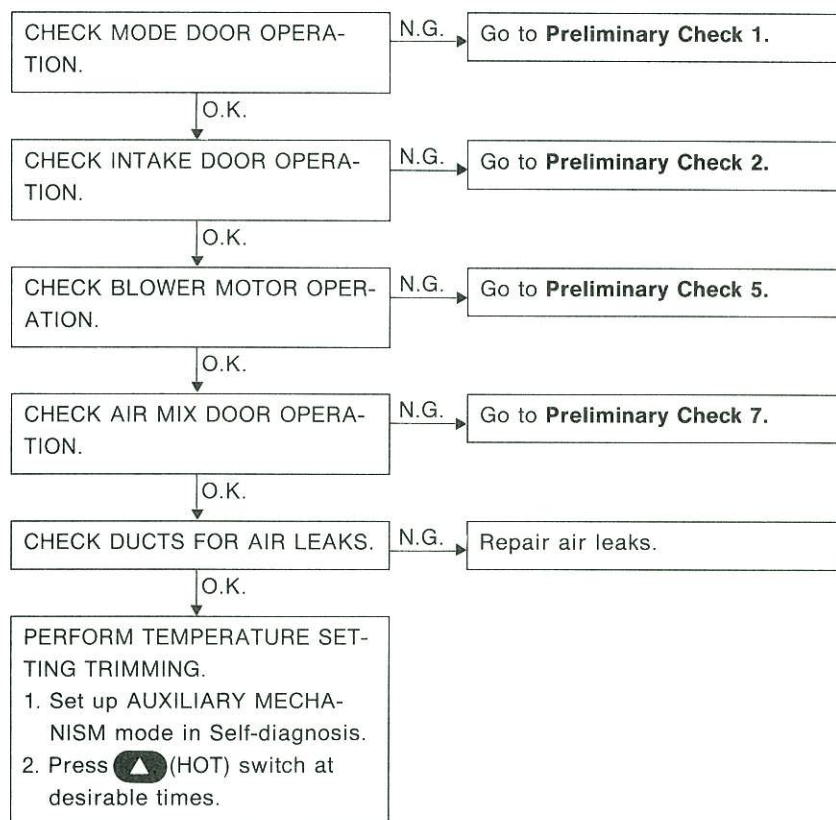 CHECK MODE DOOR OPERA-
TION.
N.G.
Go to Preliminary Check 1.
O.K.
CHECK INTAKE DOOR OPERA-
TION.
N.G.
Go to Preliminary Check 2.
O.K.
CHECK BLOWER MOTOR OPER-
ATION.
N.G.
Go to Preliminary Check 5.
O.K.
CHECK AIR MIX DOOR OPERA-
TION.
N.G.
Go to Preliminary Check 7.
O.K.
CHECK DUCTS FOR AIR LEAKS.
N.G.
Repair air leaks.
O.K.
PERFORM TEMPERATURE SET-
TING TRIMMING.
1. Set up AUXILIARY MECHA-
NISM mode in Self-diagnosis.
2. Press (HOT) switch at
desirable times.